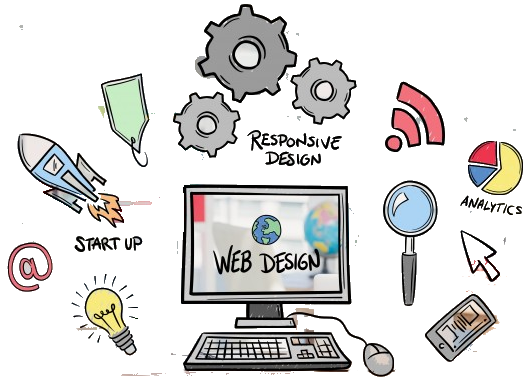 RESPONSIVE
DESIGN
ANALYTICS
START UP
WEB DESIGN
@